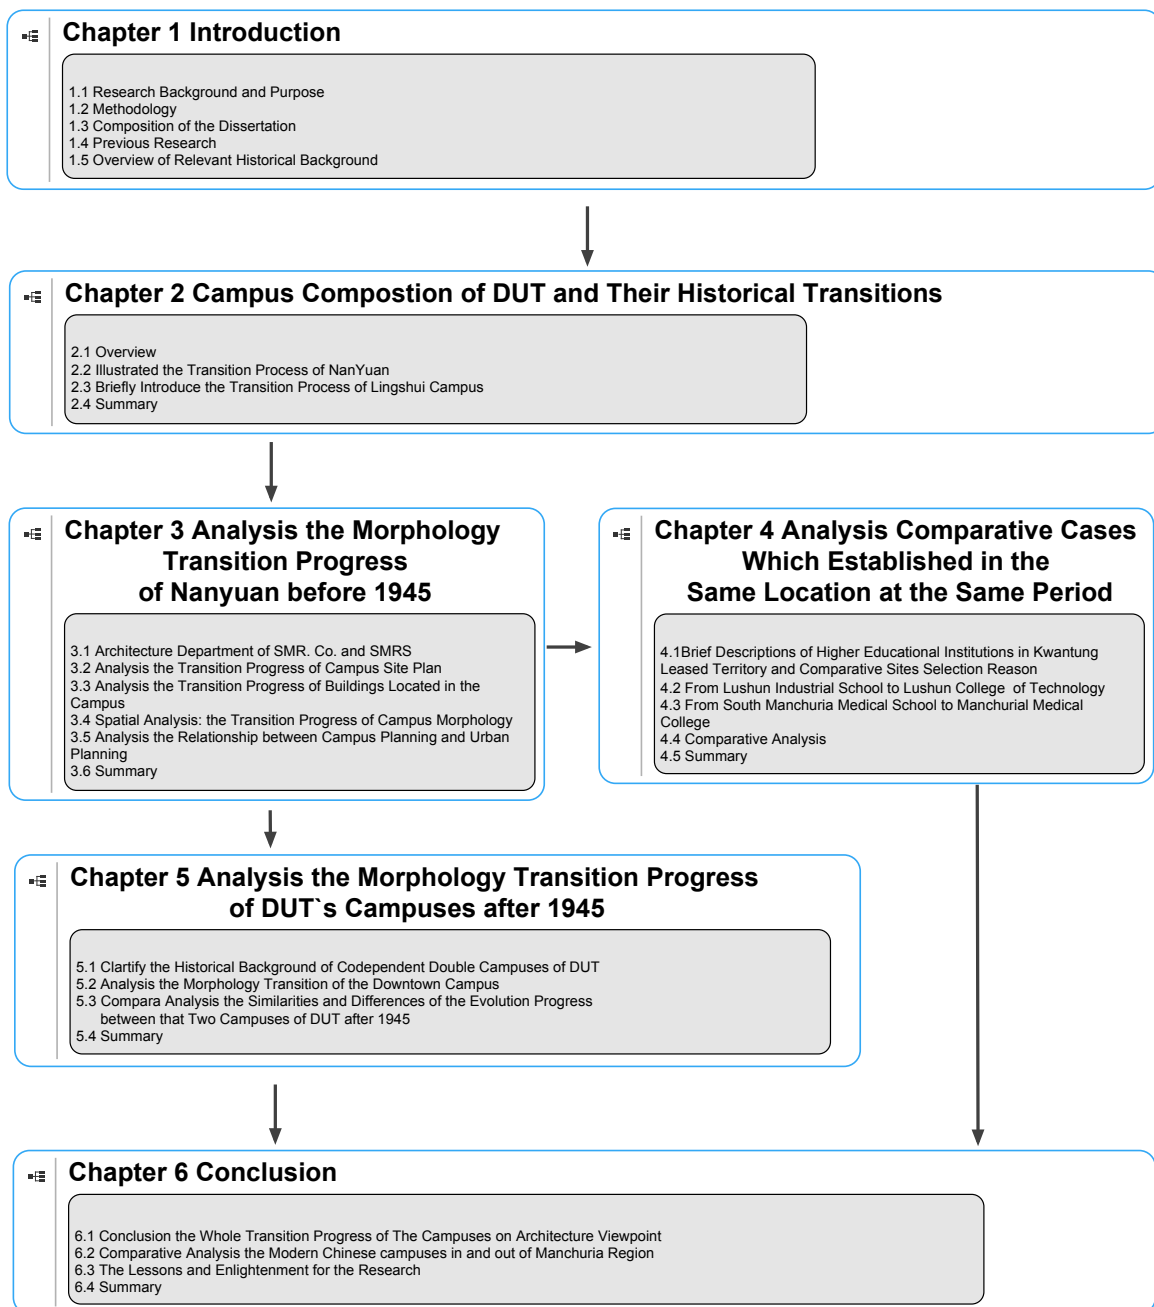 Chapter 1 Introduction
1.1 Research Background and Purpose
1.2 Methodology
1.3 Composition of the Dissertation
1.4 Previous Research
1.5 Overview of Relevant Historical Background
Chapter 2 Campus Compostion of DUT and Their Historical Transitions
2.1 Overview
2.2 Illustrated the Transition Process of NanYuan
2.3 Briefly Introduce the Transition Process of Lingshui Campus
2.4 Summary
Chapter 3 Analysis the Morphology
Transition Progress
of Nanyuan before 1945
3.1 Architecture Department of SMR. Co. and SMRS
3.2 Analysis the Transition Progress of Campus Site Plan
3.3 Analysis the Transition Progress of Buildings Located in the
Campus
3.4 Spatial Analysis: the Transition Progress of Campus Morphology
3.5 Analysis the Relationship between Campus Planning and Urban
Planning
3.6 Summary
Chapter 4 Analysis Comparative Cases
Which Established in the
Same Location at the Same Period
4.1Brief Descriptions of Higher Educational Institutions in Kwantung
Leased Territory and Comparative Sites Selection Reason
4.2 From Lushun Industrial School to Lushun College of Technology
4.3 From South Manchuria Medical School to Manchurial Medical
College
4.4 Comparative Analysis
4.5 Summary
Chapter 5 Analysis the Morphology Transition Progress
of DUT`s Campuses after 1945
5.1 Clartify the Historical Background of Codependent Double Campuses of DUT
5.2 Analysis the Morphology Transition of the Downtown Campus
5.3 Compara Analysis the Similarities and Differences of the Evolution Progress
between that Two Campuses of DUT after 1945
5.4 Summary
Chapter 6 Conclusion
6.1 Conclusion the Whole Transition Progress of The Campuses on Architecture Viewpoint
6.2 Comparative Analysis the Modern Chinese campuses in and out of Manchuria Region
6.3 The Lessons and Enlightenment for the Research
6.4 Summary